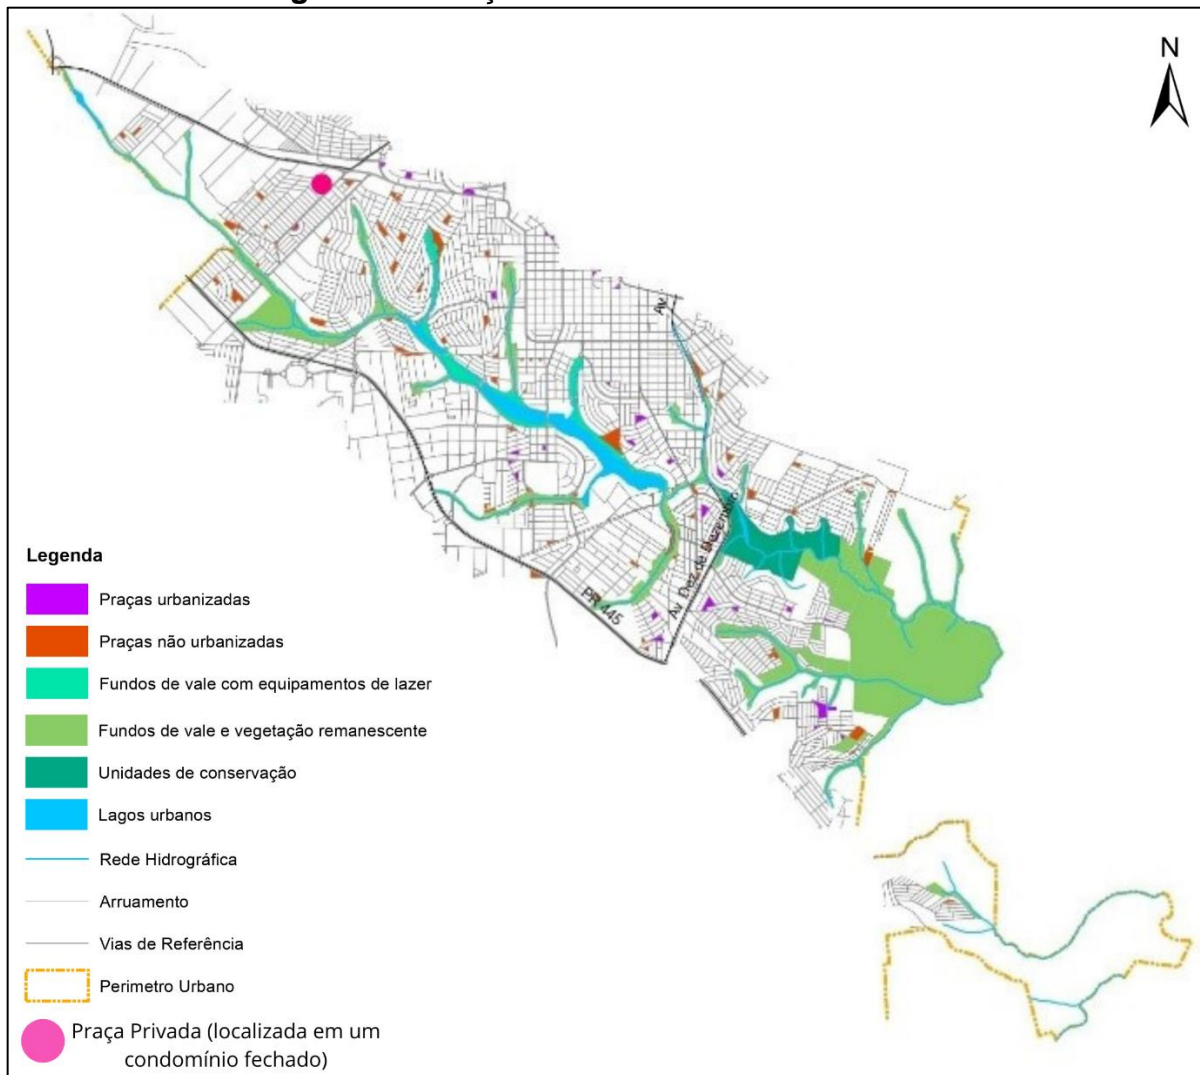 N
Av.
Av Dez de Dezembro
PR 445
Legenda
Praças urbanizadas
Praças não urbanizadas
Fundos de vale com equipamentos de lazer
Fundos de vale e vegetação remanescente
Unidades de conservação
Lagos urbanos
Rede Hidrográfica
Arruamento
Vias de Referência
Perimetro Urbano
Praça Privada (localizada em um
condomínio fechado)